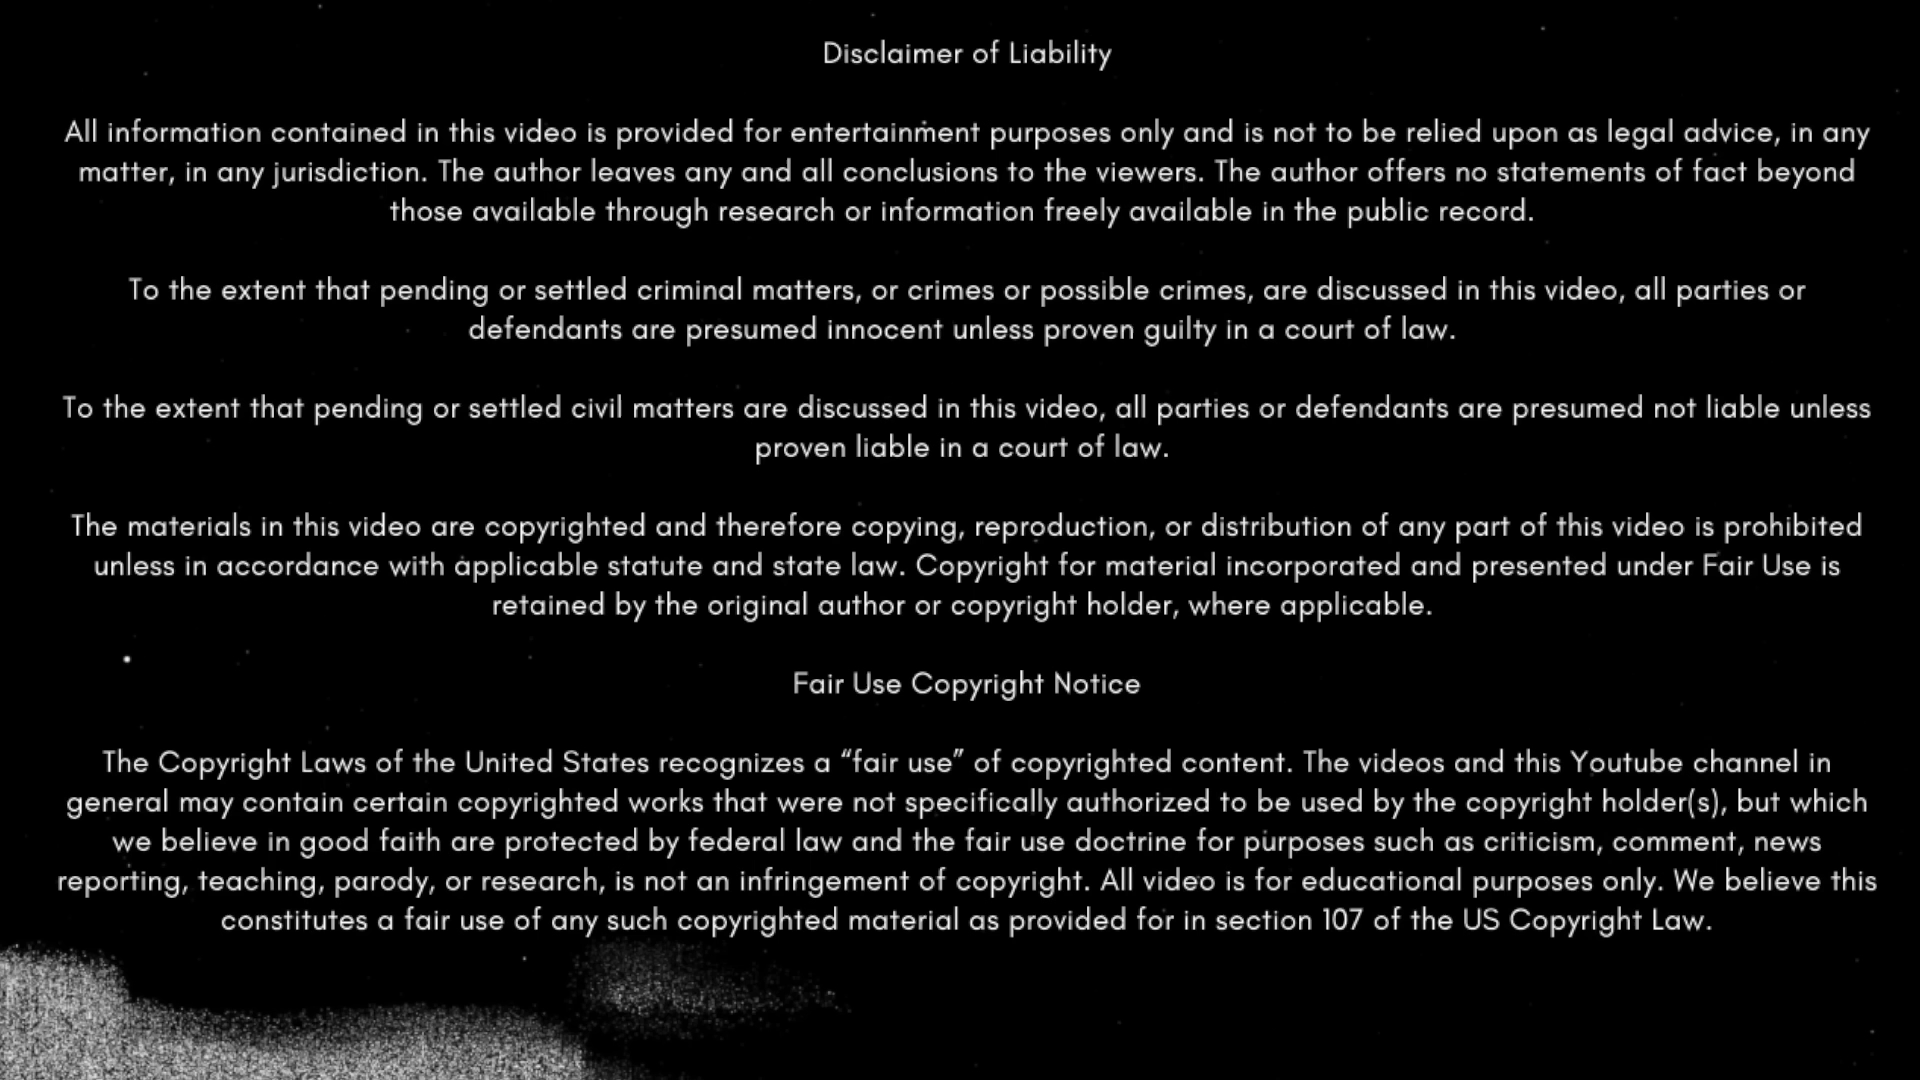 Disclaimer of Liability
All information contained in this video is provided for entertainment purposes only and is not to be relied upon as legal advice, in any
matter, in any jurisdiction. The author leaves any and all conclusions to the viewers. The author offers no statements of fact beyond
those available through research or information freely available in the public record.
To the extent that pending or settled criminal matters, or crimes or possible crimes, are discussed in this video, all parties or
defendants are presumed innocent unless proven guilty in a court of law.
To the extent that pending or settled civil matters are discussed in this video, all parties or defendants are presumed not liable unless
proven liable in a court of law.
The materials in this video are copyrighted and therefore copying, reproduction, or distribution of any part of this video is prohibited
unless in accordance with applicable statute and state law. Copyright for material incorporated and presented under Fair Use is
retained by the original author or copyright holder, where applicable.
Fair Use Copyright Notice
The Copyright Laws of the United States recognizes a “fair use” of copyrighted content. The videos and this Youtube channel in
general may contain certain copyrighted works that were not specifically authorized to be used by the copyright holder(s), but which
we believe in good faith are protected by federal law and the fair use doctrine for purposes such as criticism, comment, news
reporting, teaching, parody, or research, is not an infringement of copyright. All video is for educational purposes only. We believe this
constitutes a fair use of any such copyrighted material as provided for in section 107 of the US Copyright Law.